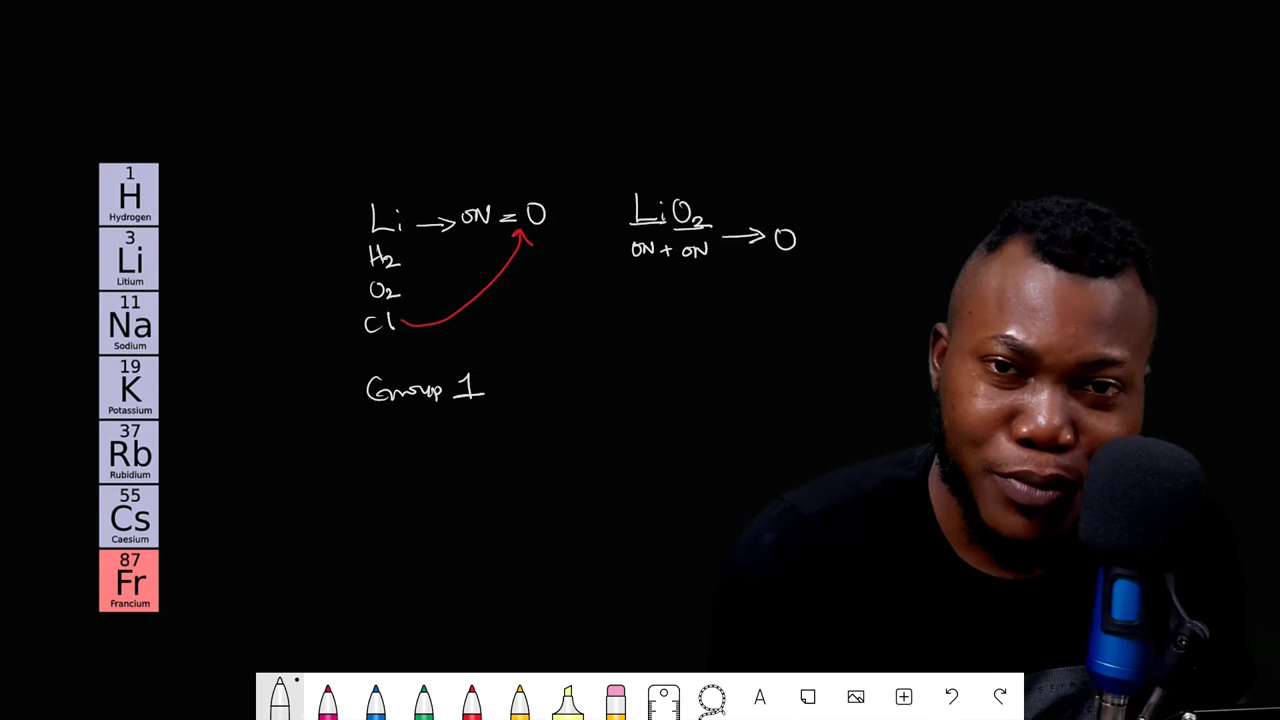 1
H
Hydrogen
3
Li
Litium
11
Na
Sodium
19
K
Potassium
37
Rb
Rubidium
55
Cs
Caesium
87
Fr
Francium
Li → ON = 0
H2
O2
Cl
Group 1
LiO2
ON + ON → 0
A